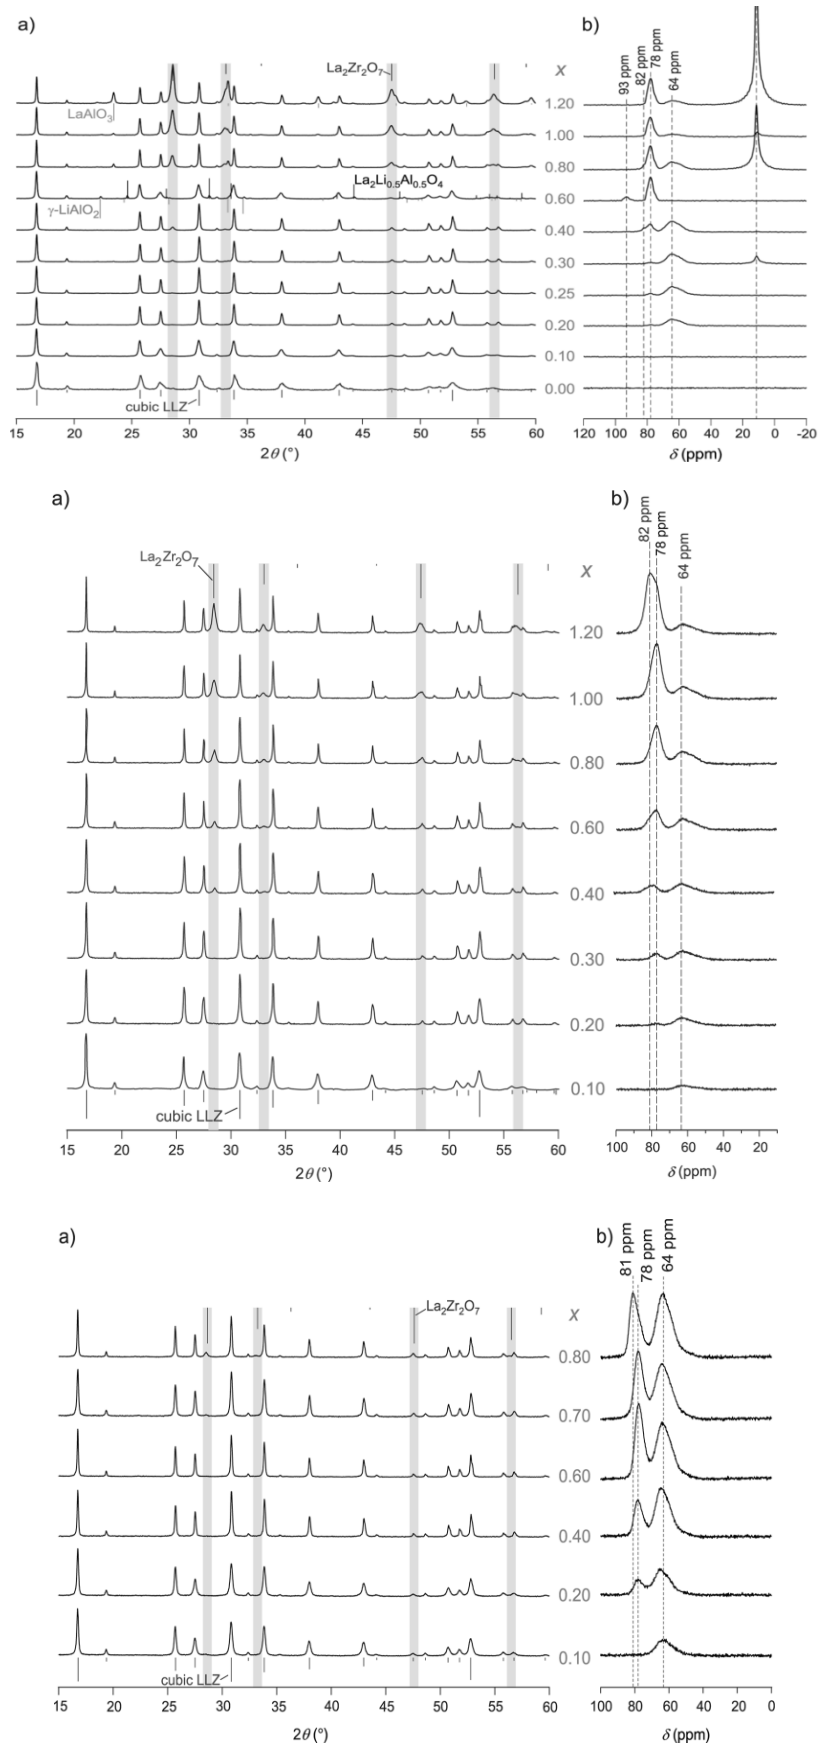 a)
b)
La2Zr2O7
x
93 ppm
82 ppm
78 ppm
64 ppm
1.20
LaAlO3
1.00
0.80
La2Li0.5Al0.5O4
0.60
γ-LiAlO2
0.40
0.30
0.25
0.20
0.10
0.00
cubic LLZ
15 20 25 30 35 40 45 50 55 60
2θ (°)
120 100 80 60 40 20 0 -20
δ (ppm)
a)
b)
La2Zr2O7
x
82 ppm
78 ppm
64 ppm
1.20
1.00
0.80
0.60
0.40
0.30
0.20
0.10
cubic LLZ
15 20 25 30 35 40 45 50 55 60
2θ (°)
100 80 60 40 20
δ (ppm)
a)
b)
La2Zr2O7
x
81 ppm
78 ppm
64 ppm
0.80
0.70
0.60
0.40
0.20
0.10
cubic LLZ
15 20 25 30 35 40 45 50 55 60
2θ (°)
100 80 60 40 20 0
δ (ppm)